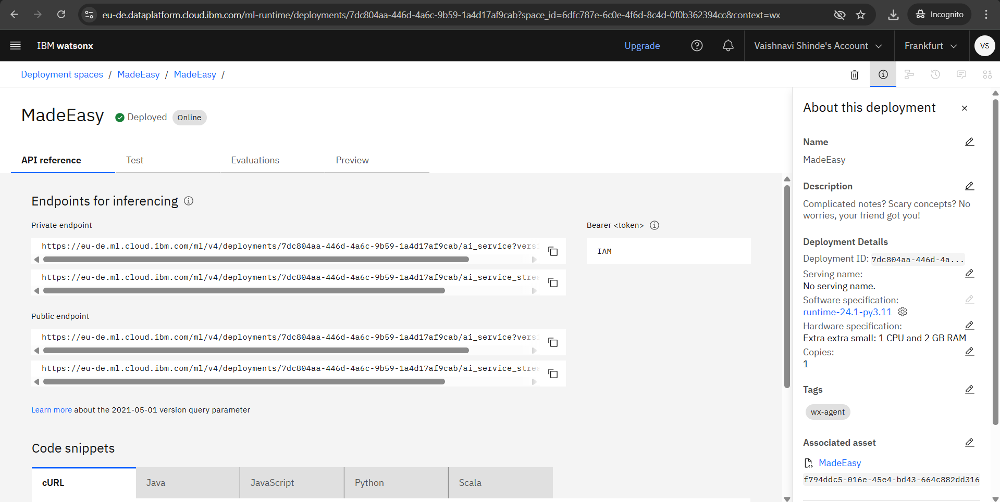 eu-de.dataplatform.cloud.ibm.com/ml-runtime/deployments/7dc804aa-446d-4a6c-9b59-1a4d17af9cab?space_id=6dfc787e-6c0e-4f6d-8c4d-0f0b362394cc&context=wx
Incognito
IBM watsonx
Upgrade
Vaishnavi Shinde's Account
Frankfurt
VS
Deployment spaces / MadeEasy / MadeEasy /
MadeEasy
Deployed
Online
API reference
Test
Evaluations
Preview
Endpoints for inferencing
Private endpoint
https://eu-de.ml.cloud.ibm.com/ml/v4/deployments/7dc804aa-446d-4a6c-9b59-1a4d17af9cab/ai_service?vers
https://eu-de.ml.cloud.ibm.com/ml/v4/deployments/7dc804aa-446d-4a6c-9b59-1a4d17af9cab/ai_service_strea
Public endpoint
https://eu-de.ml.cloud.ibm.com/ml/v4/deployments/7dc804aa-446d-4a6c-9b59-1a4d17af9cab/ai_service?vers
https://eu-de.ml.cloud.ibm.com/ml/v4/deployments/7dc804aa-446d-4a6c-9b59-1a4d17af9cab/ai_service_strea
Bearer <token>
IAM
Learn more about the 2021-05-01 version query parameter
Code snippets
cURL
Java
JavaScript
Python
Scala
About this deployment
Name
MadeEasy
Description
Complicated notes? Scary concepts? No
worries, your friend got you!
Deployment Details
Deployment ID: 7dc804aa-446d-4a...
Serving name:
No serving name.
Software specification:
runtime-24.1-py3.11
Hardware specification:
Extra extra small: 1 CPU and 2 GB RAM
Copies:
1
Tags
wx-agent
Associated asset
MadeEasy
f794ddc5-016e-45e4-bd43-664c882dd316